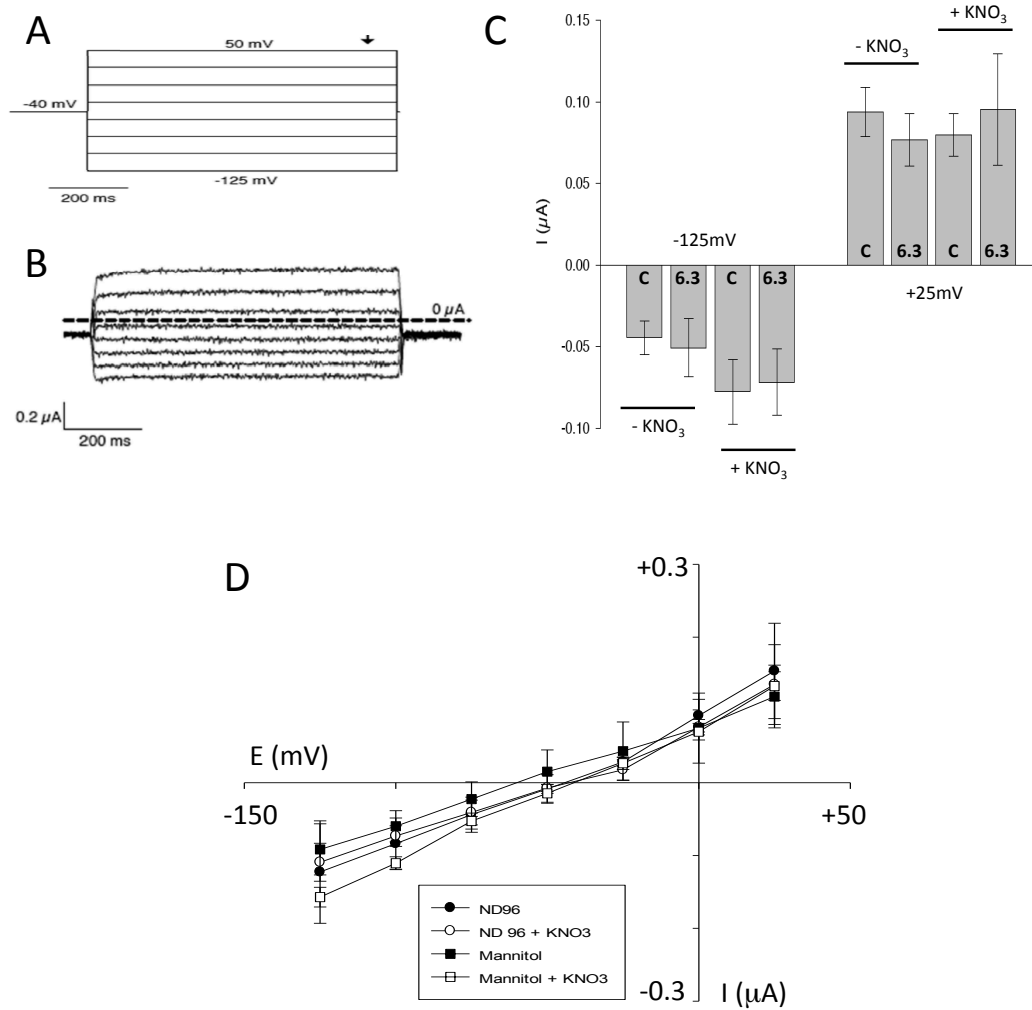 A
50 mV
-40 mV
-125 mV
200 ms
B
0 µA
0.2 µA
200 ms
C
+ KNO3
- KNO3
0.15
0.10
0.05
0.00
-0.05
-0.10
I (µA)
-125mV
C 6.3 C 6.3
C 6.3 C 6.3
+25mV
- KNO3
+ KNO3
D
+0.3
E (mV)
-150
+50
ND96
ND 96 + KNO3
Mannitol
Mannitol + KNO3
-0.3
I (µA)